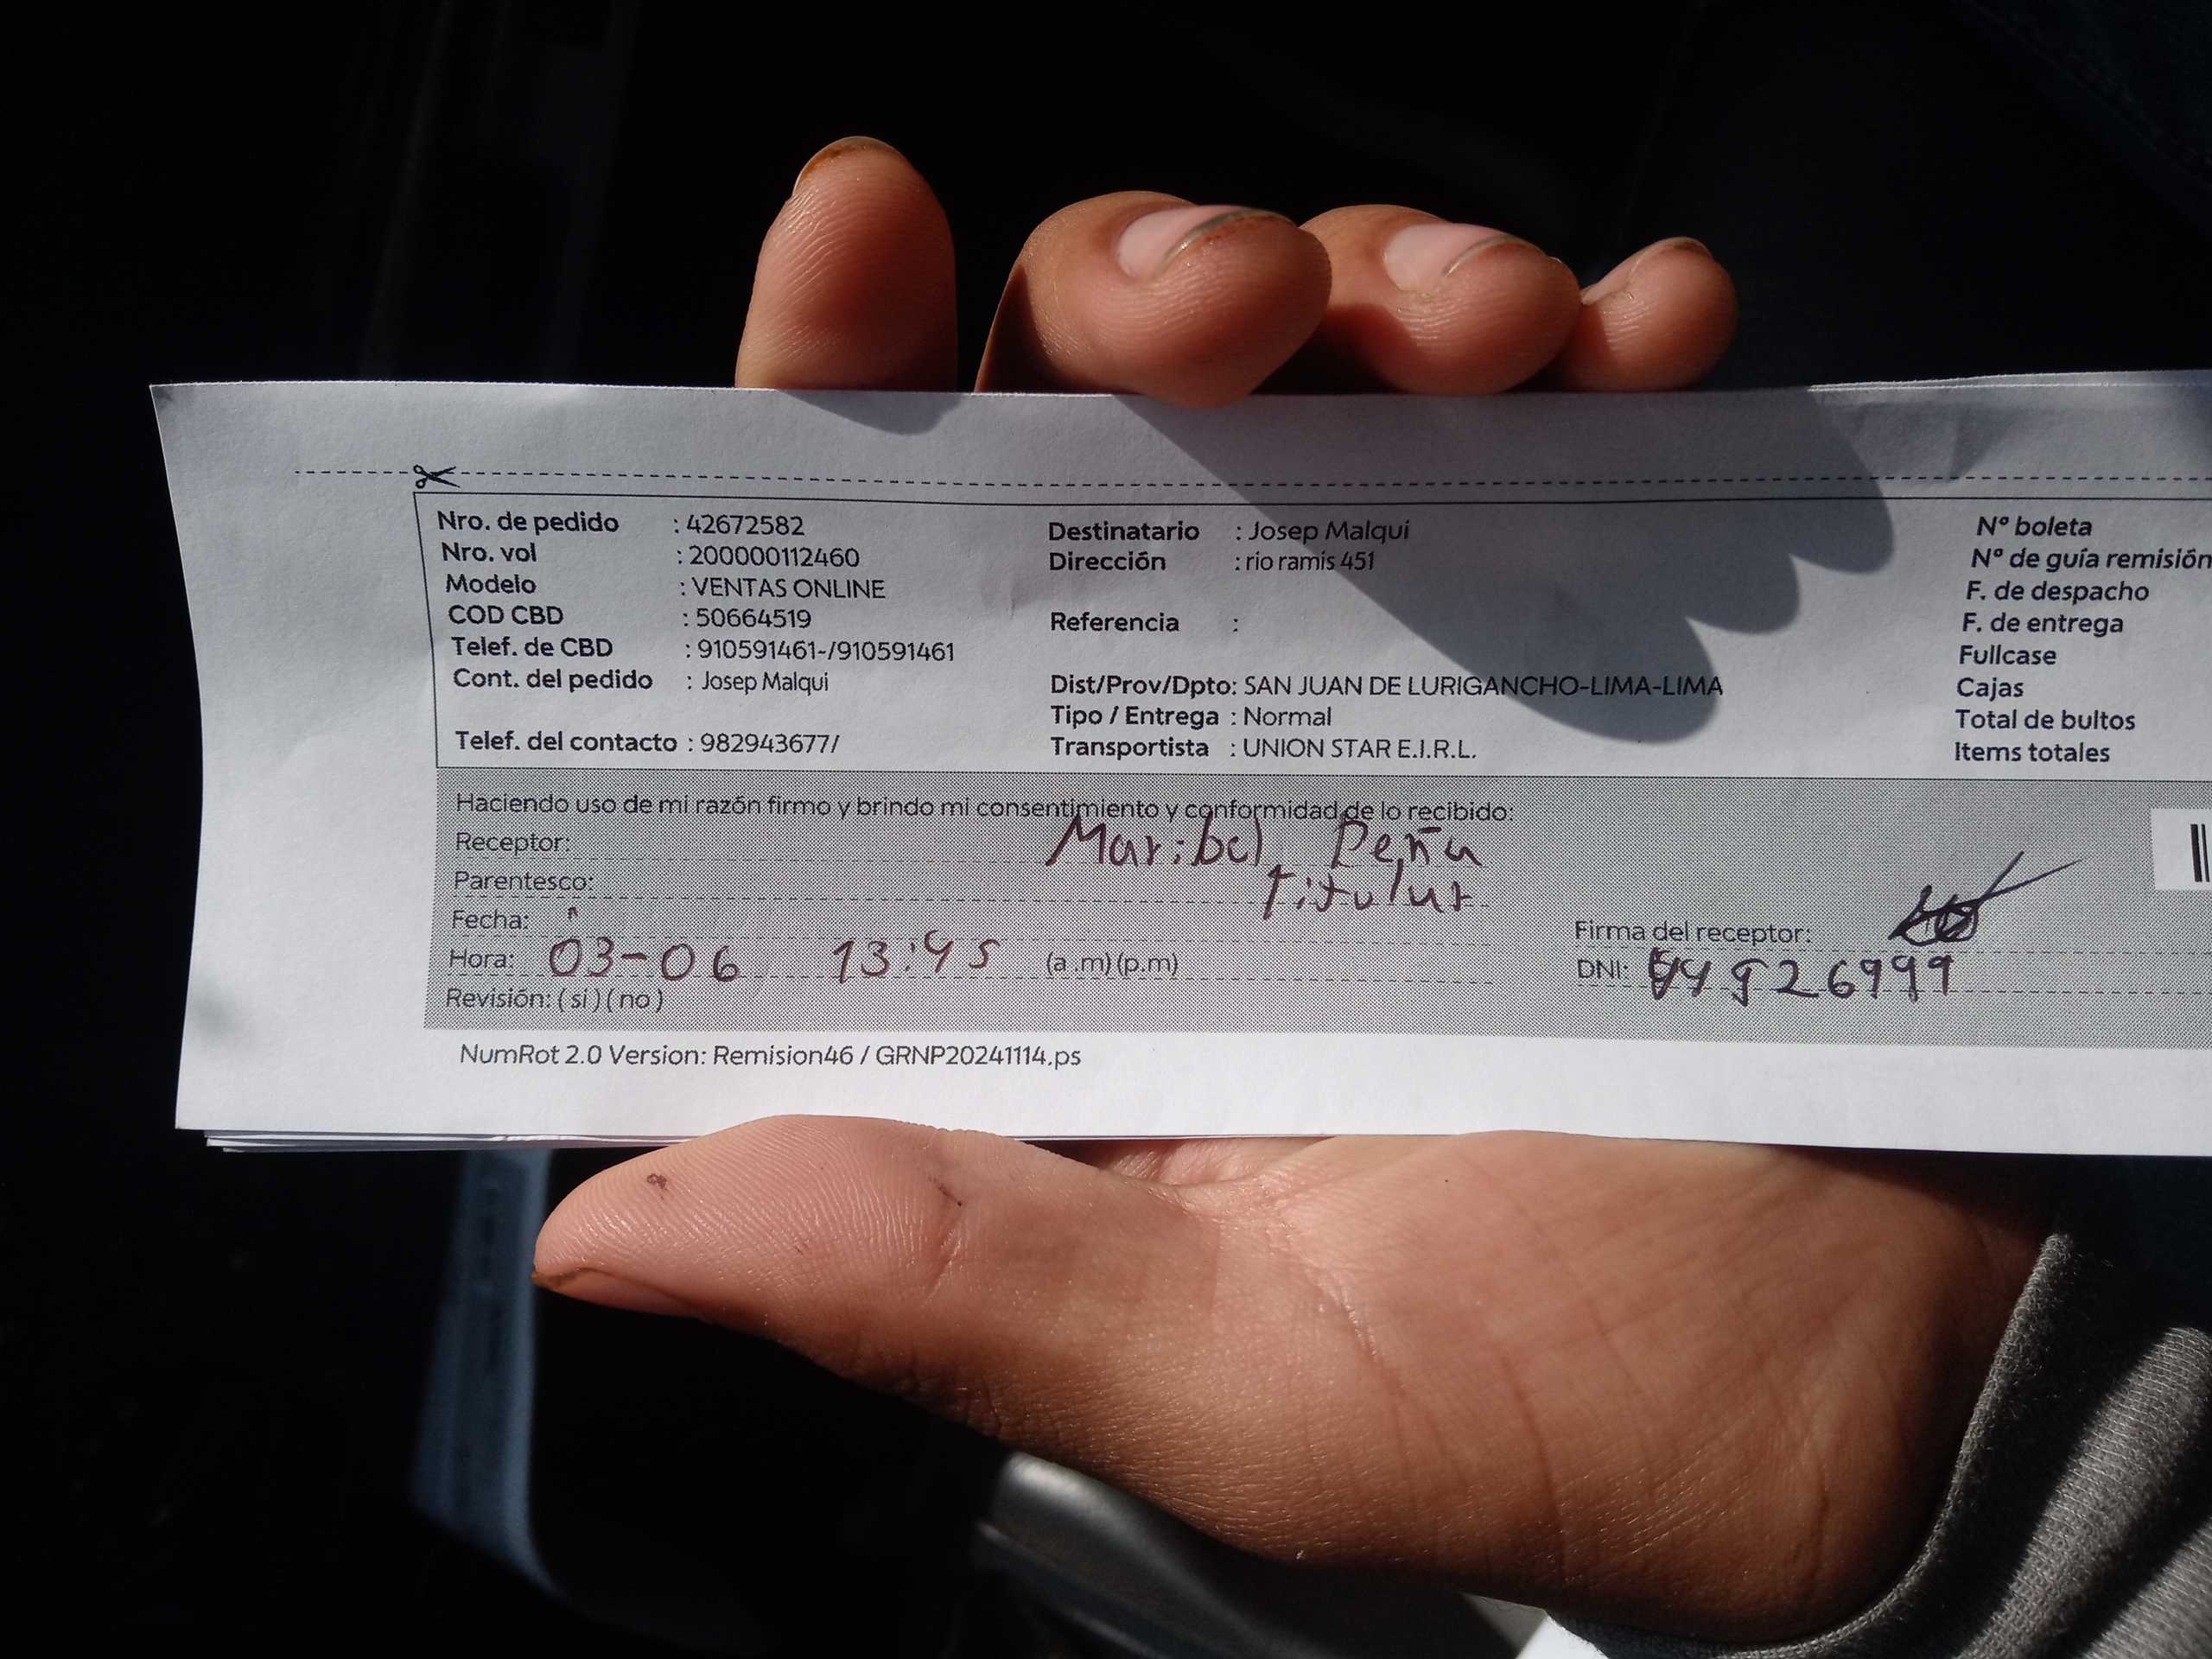 Nro. de pedido : 42672582
Nro. vol : 200000112460
Modelo : VENTAS ONLINE
COD CBD : 50664519
Telef. de CBD : 910591461-/910591461
Cont. del pedido : Josep Malqui
Telef. del contacto : 982943677/
Destinatario : Josep Malqui
Dirección : rio ramis 451
Referencia :
Dist/Prov/Dpto: SAN JUAN DE LURIGANCHO-LIMA-LIMA
Tipo / Entrega : Normal
Transportista : UNION STAR E.I.R.L.
N° boleta
N° de guía remisión
F. de despacho
F. de entrega
Fullcase
Cajas
Total de bultos
Items totales
Haciendo uso de mi razón firmo y brindo mi consentimiento y conformidad de lo recibido:
Receptor: Maribel Peña
Parentesco: titular
Fecha:
Hora: 03-06 13:45 (a.m)(p.m)
Revisión: (si)(no)
Firma del receptor:
DNI:
NumRot 2.0 Version: Remision46 / GRNP20241114.ps